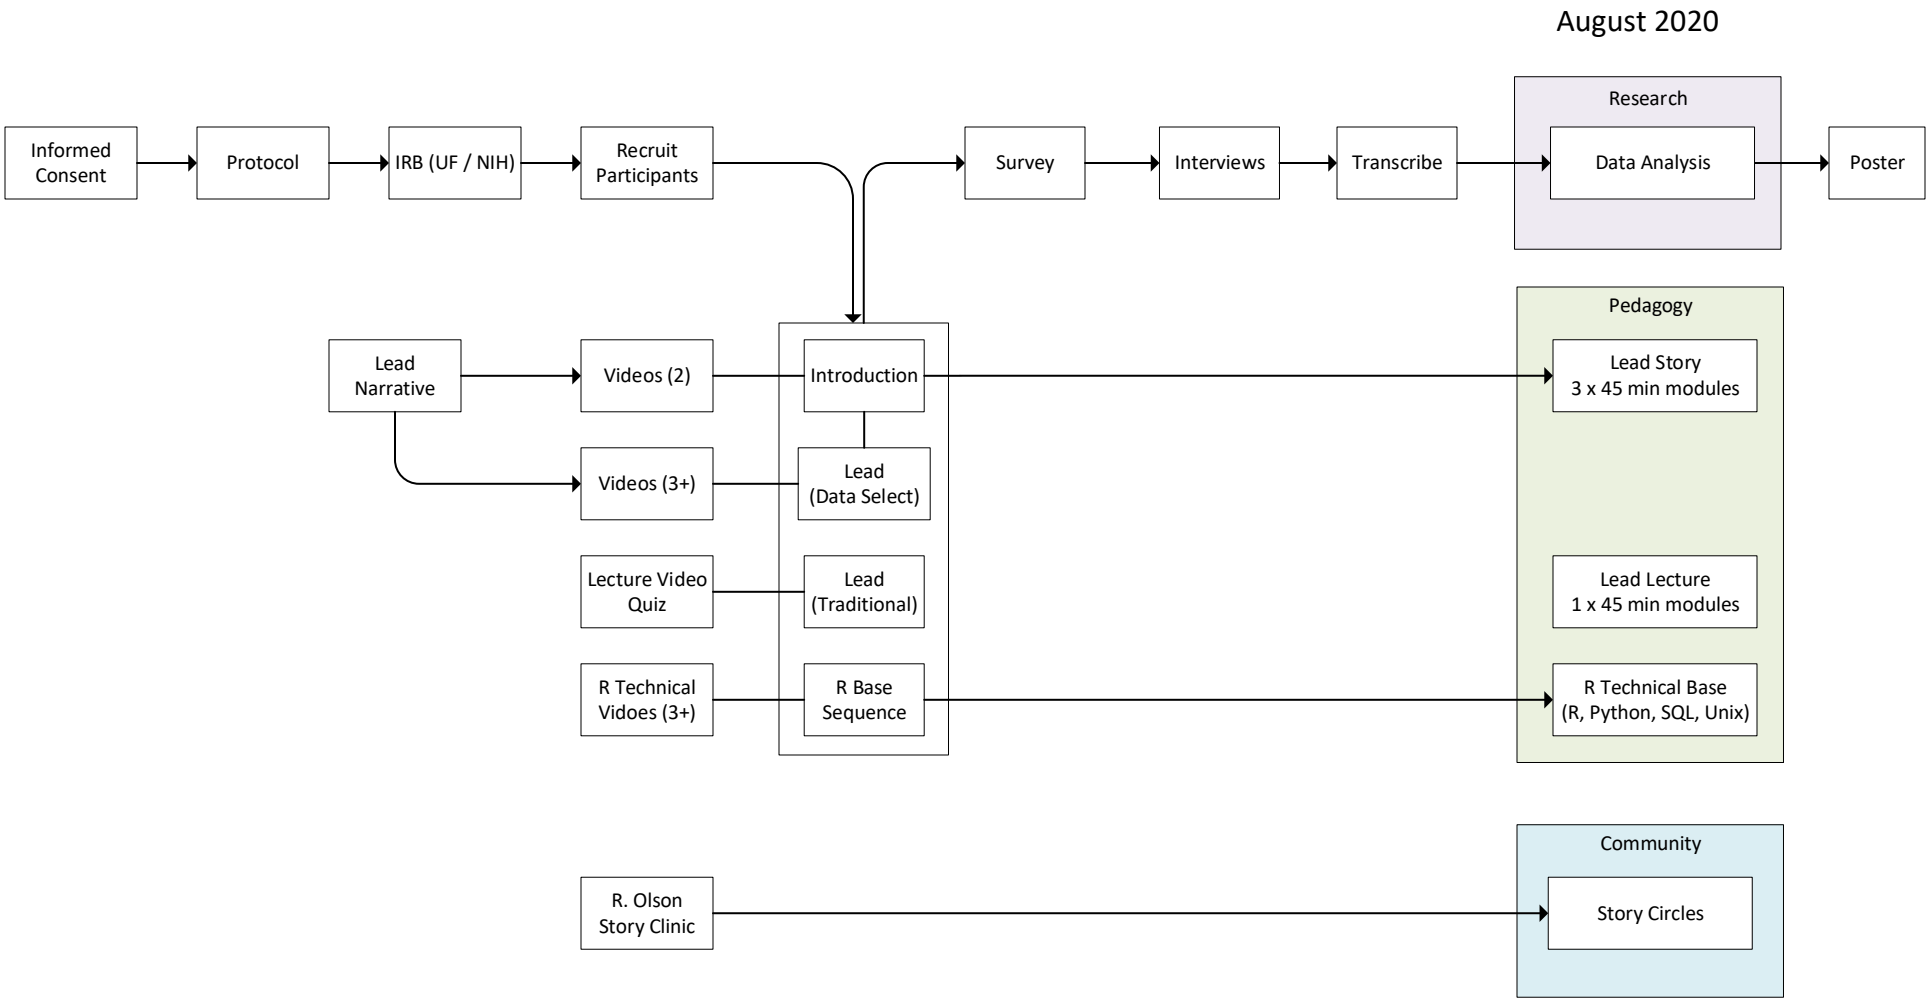 August 2020
Research
Informed
Consent
Protocol
IRB (UF / NIH)
Recruit
Participants
Survey
Interviews
Transcribe
Data Analysis
Poster
Pedagogy
Lead
Narrative
Videos (2)
Introduction
Lead Story
3 x 45 min modules
Videos (3+)
Lead
(Data Select)
Lecture Video
Quiz
Lead
(Traditional)
Lead Lecture
1 x 45 min modules
R Technical
Vidoes (3+)
R Base
Sequence
R Technical Base
(R, Python, SQL, Unix)
Community
R. Olson
Story Clinic
Story Circles